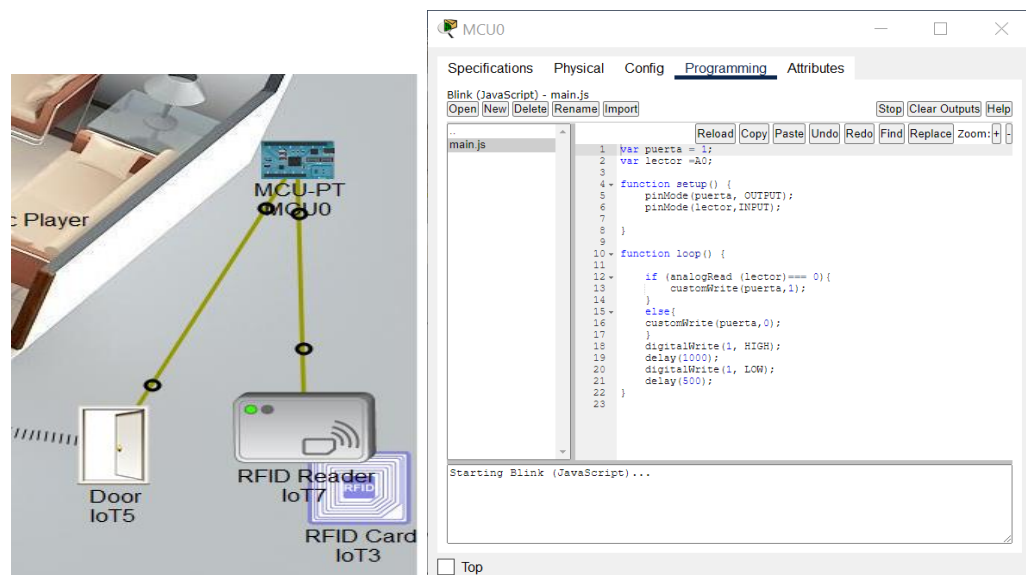 c Player
MCU-PT
MCU0
Door
IoT5
RFID Reader
IoT7
RFID
RFID Card
IoT3
MCU0
Specifications Physical Config Programming Attributes
Blink (JavaScript) - main.js
Open New Delete Rename Import Stop Clear Outputs Help
Reload Copy Paste Undo Redo Find Replace Zoom: + -
..
main.js
1 var puerta = 1;
2 var lector =A0;
3
4 function setup() {
5     pinMode(puerta, OUTPUT);
6     pinMode(lector,INPUT);
7
8 }
9
10 function loop() {
11
12     if (analogRead (lector)=== 0){
13         customWrite(puerta,1);
14     }
15     else{
16     customWrite(puerta,0);
17     }
18     digitalWrite(1, HIGH);
19     delay(1000);
20     digitalWrite(1, LOW);
21     delay(500);
22 }
23
Starting Blink (JavaScript)...
Top